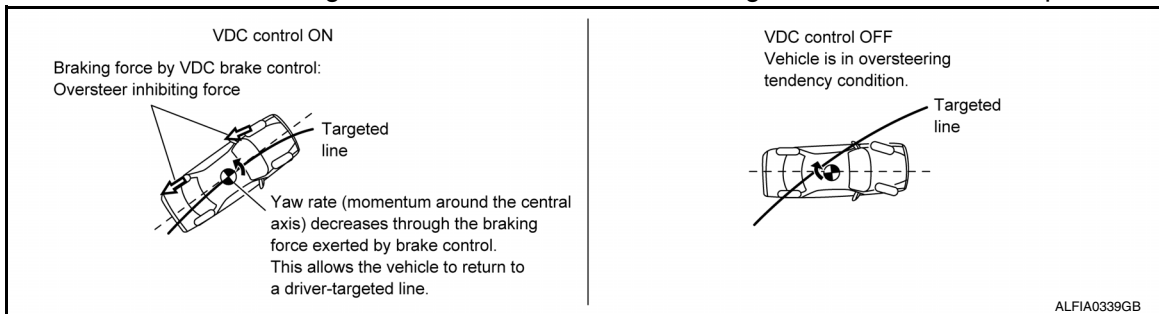 VDC control ON
Braking force by VDC brake control:
Oversteer inhibiting force
Targeted
line
Yaw rate (momentum around the central
axis) decreases through the braking
force exerted by brake control.
This allows the vehicle to return to
a driver-targeted line.
VDC control OFF
Vehicle is in oversteering
tendency condition.
Targeted
line
ALFIA0339GB